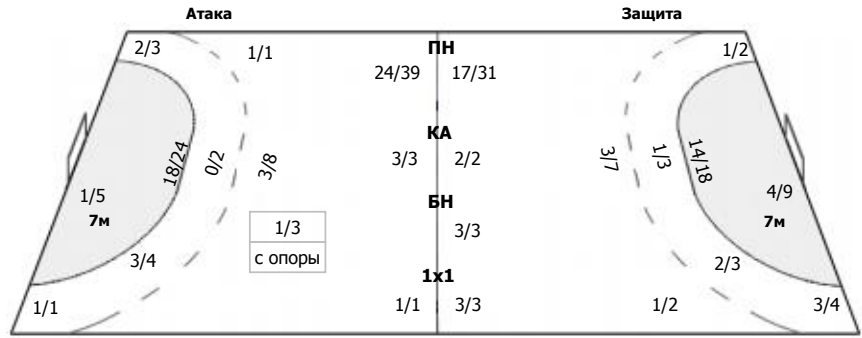 Атака Защита
ПН
2/3 1/1 1/2
24/39 17/31
КА
18/24 0/2 3/8 3/3 2/2 3/7 1/3 14/18
1/5 4/9
7м 7м
БН
1/3 3/3
с опоры
3/4 2/3
1x1
1/1 1/1 3/3 1/2 3/4